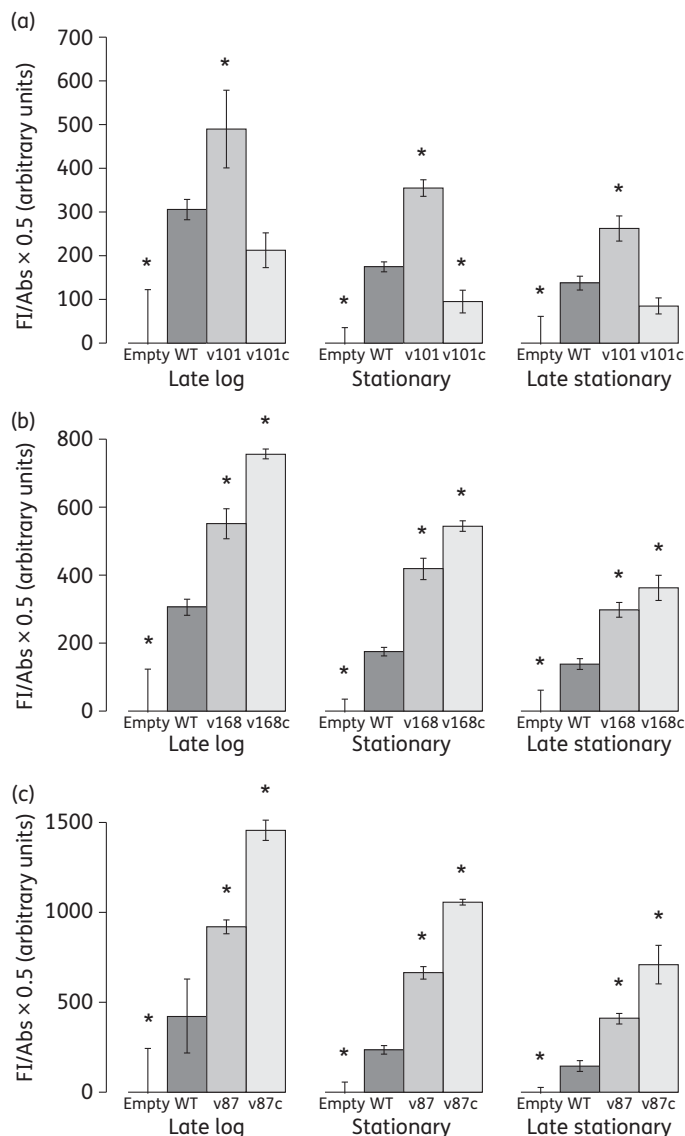 (a)
700
600
500
400
300
200
100
0
FI/Abs × 0.5 (arbitrary units)
* * * * * * *
Empty WT v101 v101c Empty WT v101 v101c Empty WT v101 v101c
Late log Stationary Late stationary
(b)
800
600
400
200
0
FI/Abs × 0.5 (arbitrary units)
* * * * * * * * *
Empty WT v168 v168c Empty WT v168 v168c Empty WT v168 v168c
Late log Stationary Late stationary
(c)
1500
1000
500
0
FI/Abs × 0.5 (arbitrary units)
* * * * * * * * *
Empty WT v87 v87c Empty WT v87 v87c Empty WT v87 v87c
Late log Stationary Late stationary